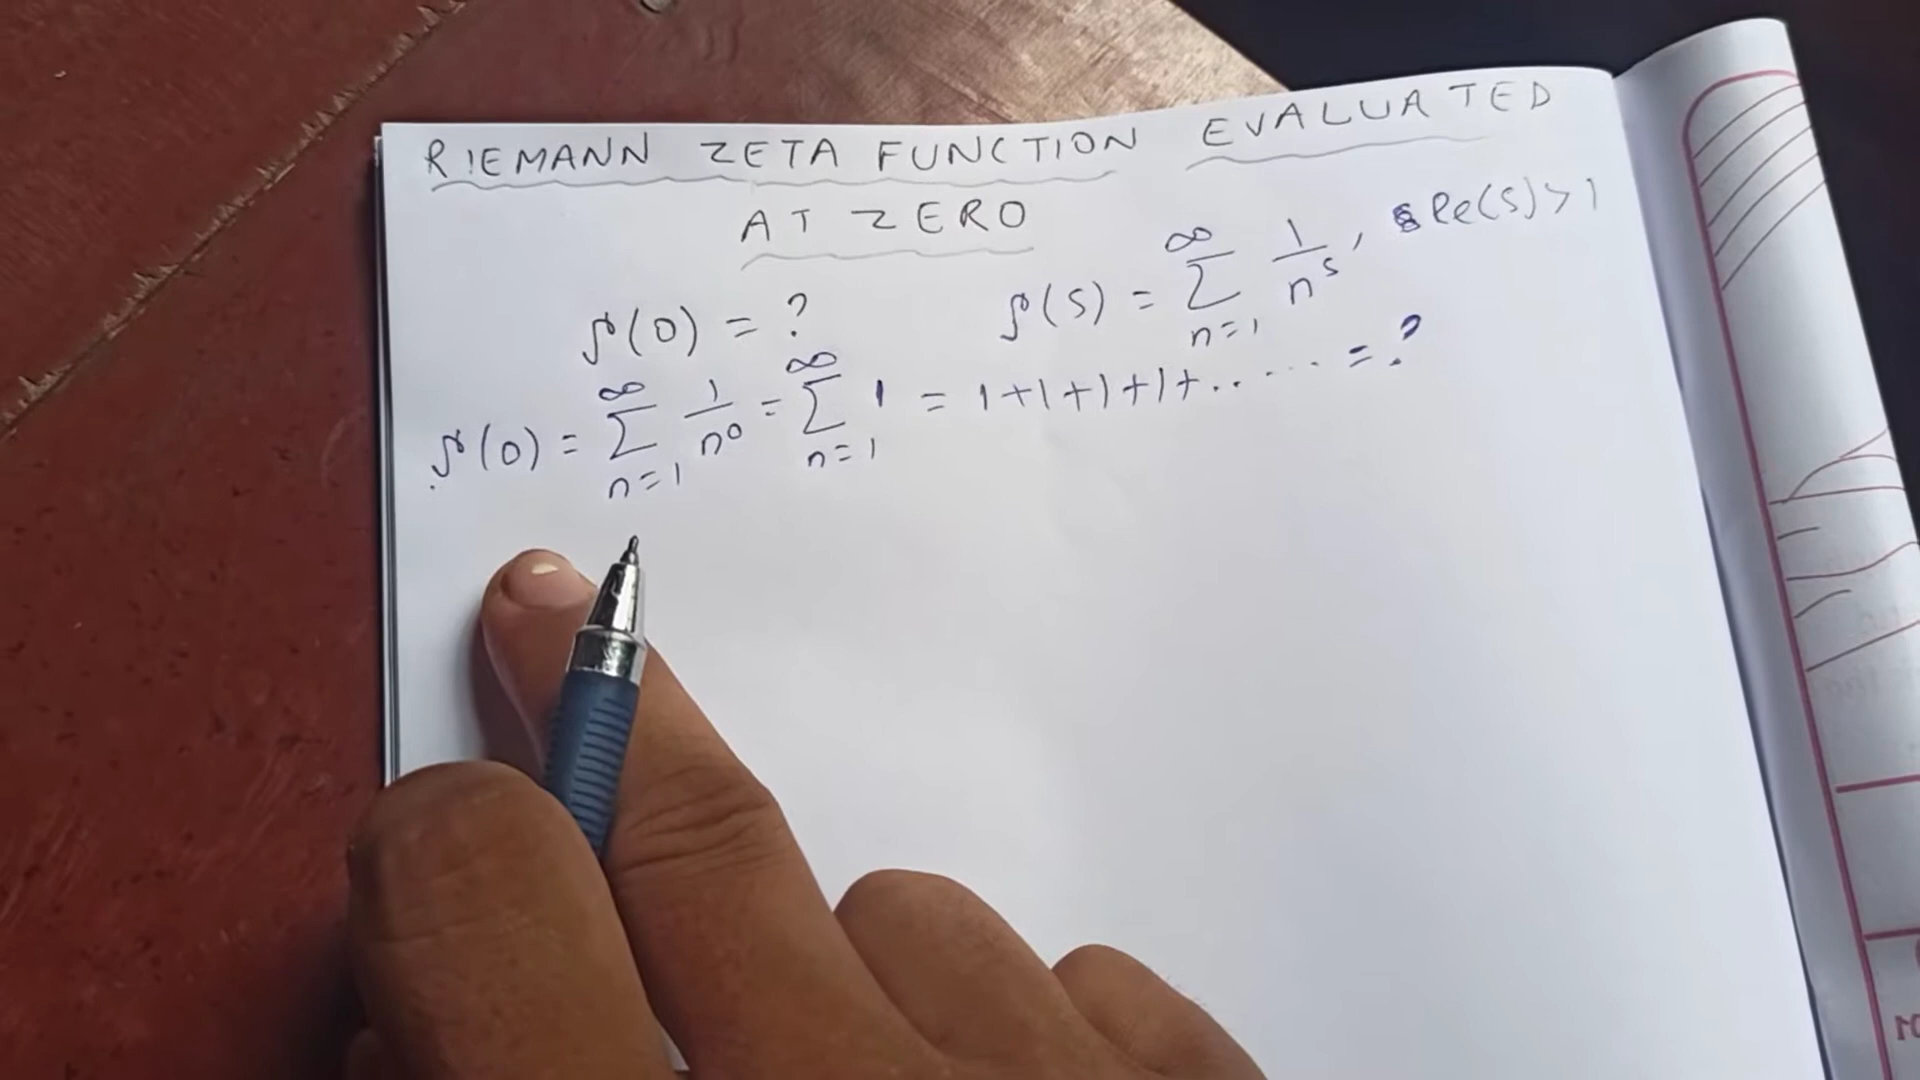 RIEMANN ZETA FUNCTION EVALUATED
AT ZERO
ζ(0) = ?
ζ(s) = ∞ ∑ n=1 1/n^s, Re(s)>1
ζ(0) = ∞ ∑ n=1 1/n^0 = ∞ ∑ n=1 1 = 1+1+1+1+........ = ?